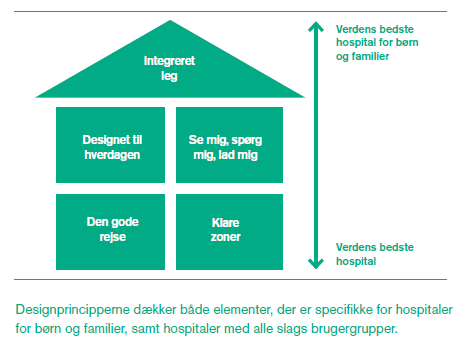 Integreret
leg
Designet til
hverdagen
Se mig, spørg
mig, lad mig
Den gode
rejse
Klare
zoner
Verdens bedste
hospital for børn
og familier
Verdens bedste
hospital
Designprincipperne dækker både elementer, der er specifikke for hospitaler
for børn og familier, samt hospitaler med alle slags brugergrupper.